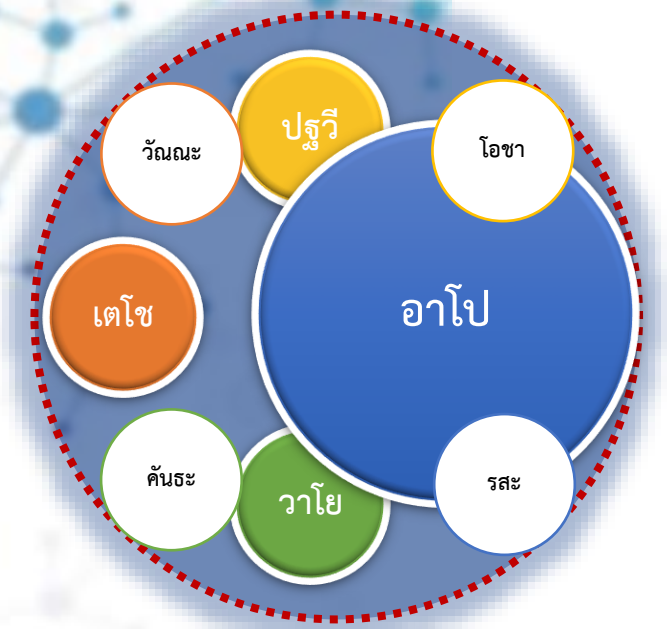 ปฐวี
วัณณะ
โอชา
เตโช
อาโป
คันธะ
วาโย
รสะ